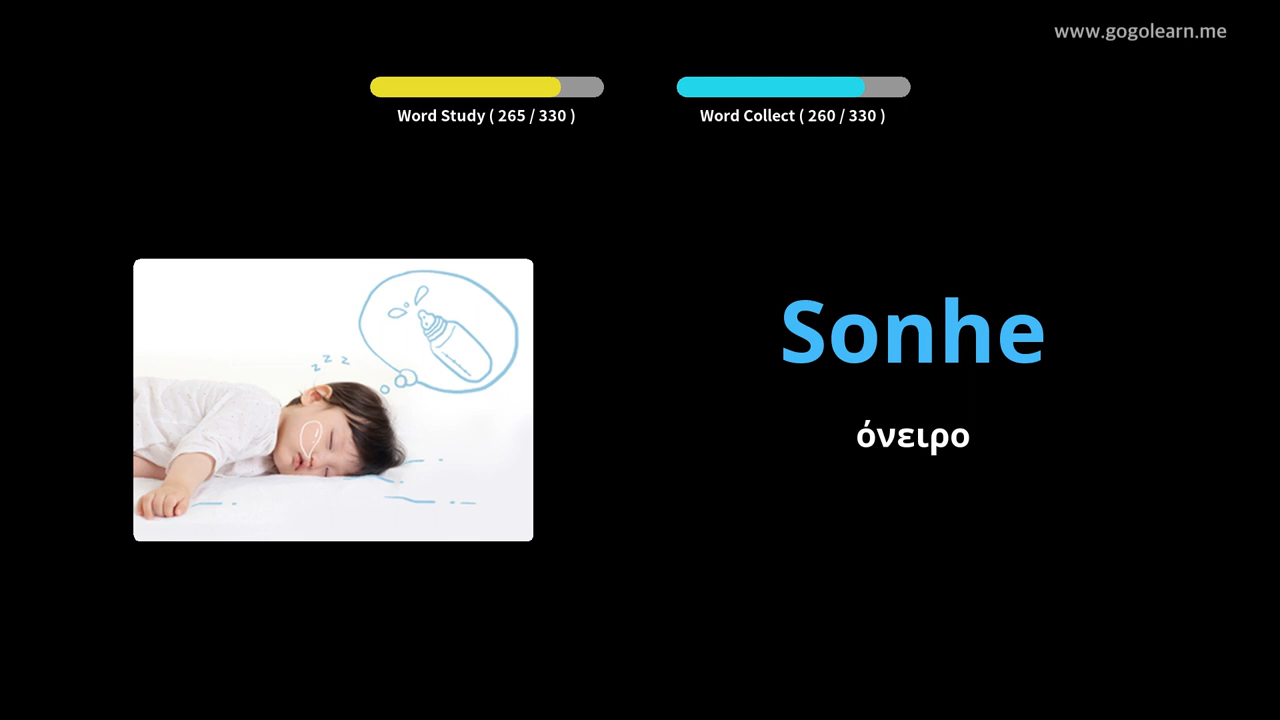 www.gogolearn.me
Word Study ( 265 / 330 )
Word Collect ( 260 / 330 )
z z z
Sonhe
όνειρο